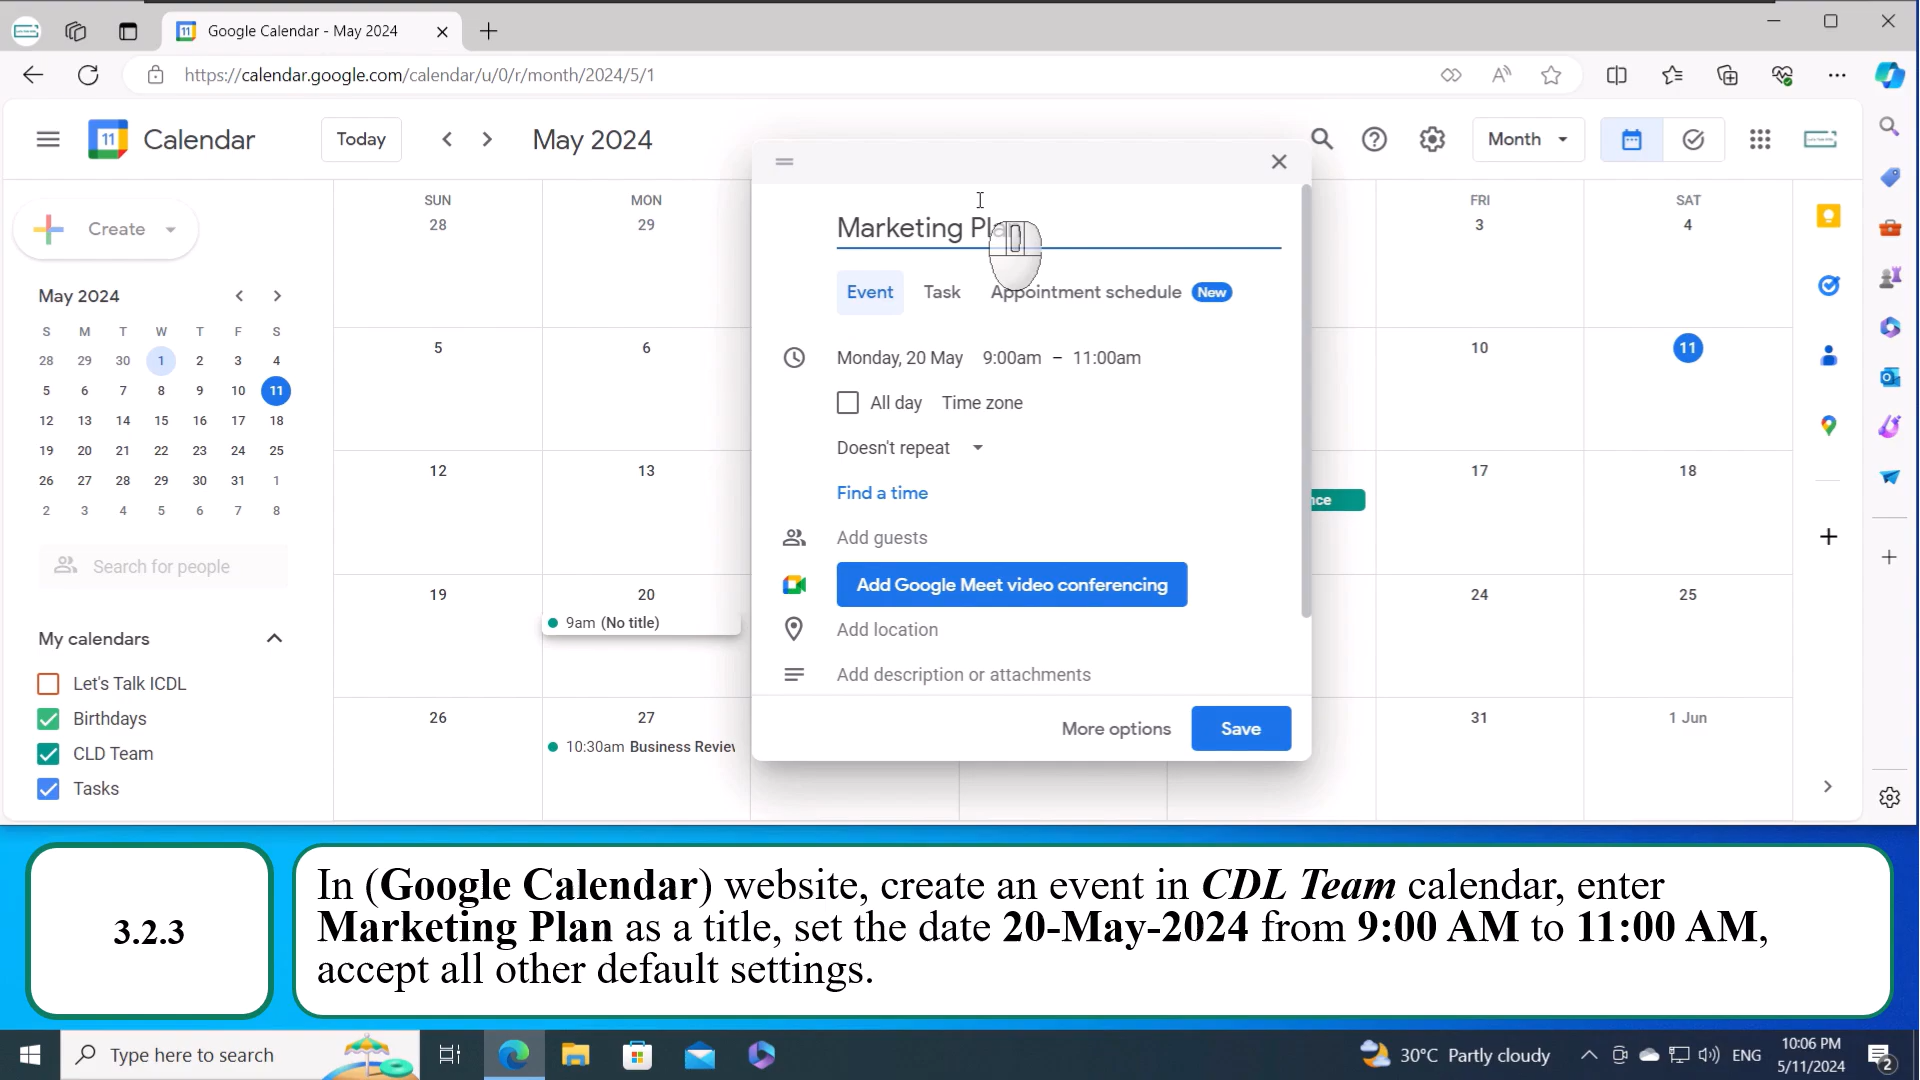 Google Calendar - May 2024
https://calendar.google.com/calendar/u/0/r/month/2024/5/1
11 Calendar Today May 2024 Month
Create
May 2024
S M T W T F S
28 29 30 1 2 3 4
5 6 7 8 9 10 11
12 13 14 15 16 17 18
19 20 21 22 23 24 25
26 27 28 29 30 31 1
2 3 4 5 6 7 8
Search for people
My calendars
Let's Talk ICDL
Birthdays
CLD Team
Tasks
SUN MON FRI SAT
28 29 3 4
5 6 10 11
12 13 17 18
19 20 24 25
9am (No title)
26 27 31 1 Jun
10:30am Business Review
Marketing Plan
Event Task Appointment schedule New
Monday, 20 May 9:00am – 11:00am
All day Time zone
Doesn't repeat
Find a time
Add guests
Add Google Meet video conferencing
Add location
Add description or attachments
More options Save
3.2.3
In (Google Calendar) website, create an event in CDL Team calendar, enter
Marketing Plan as a title, set the date 20-May-2024 from 9:00 AM to 11:00 AM,
accept all other default settings.
Type here to search
30°C Partly cloudy
ENG
10:06 PM
5/11/2024
2